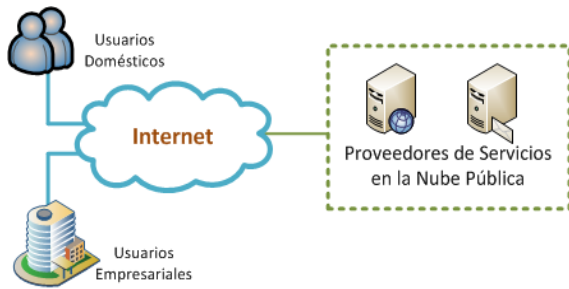 Usuarios
Domésticos
Internet
Proveedores de Servicios
en la Nube Pública
Usuarios
Empresariales